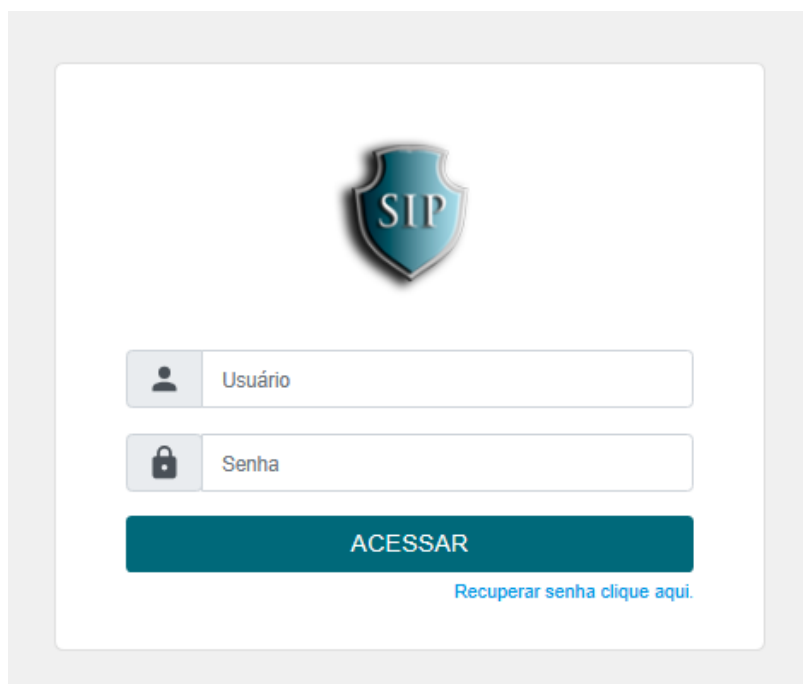 SIP
Usuário
Senha
ACESSAR
Recuperar senha clique aqui.